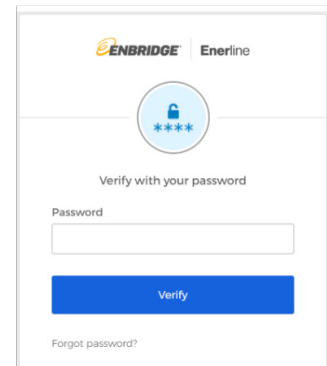 ENBRIDGE Enerline
****
Verify with your password
Password
Verify
Forgot password?